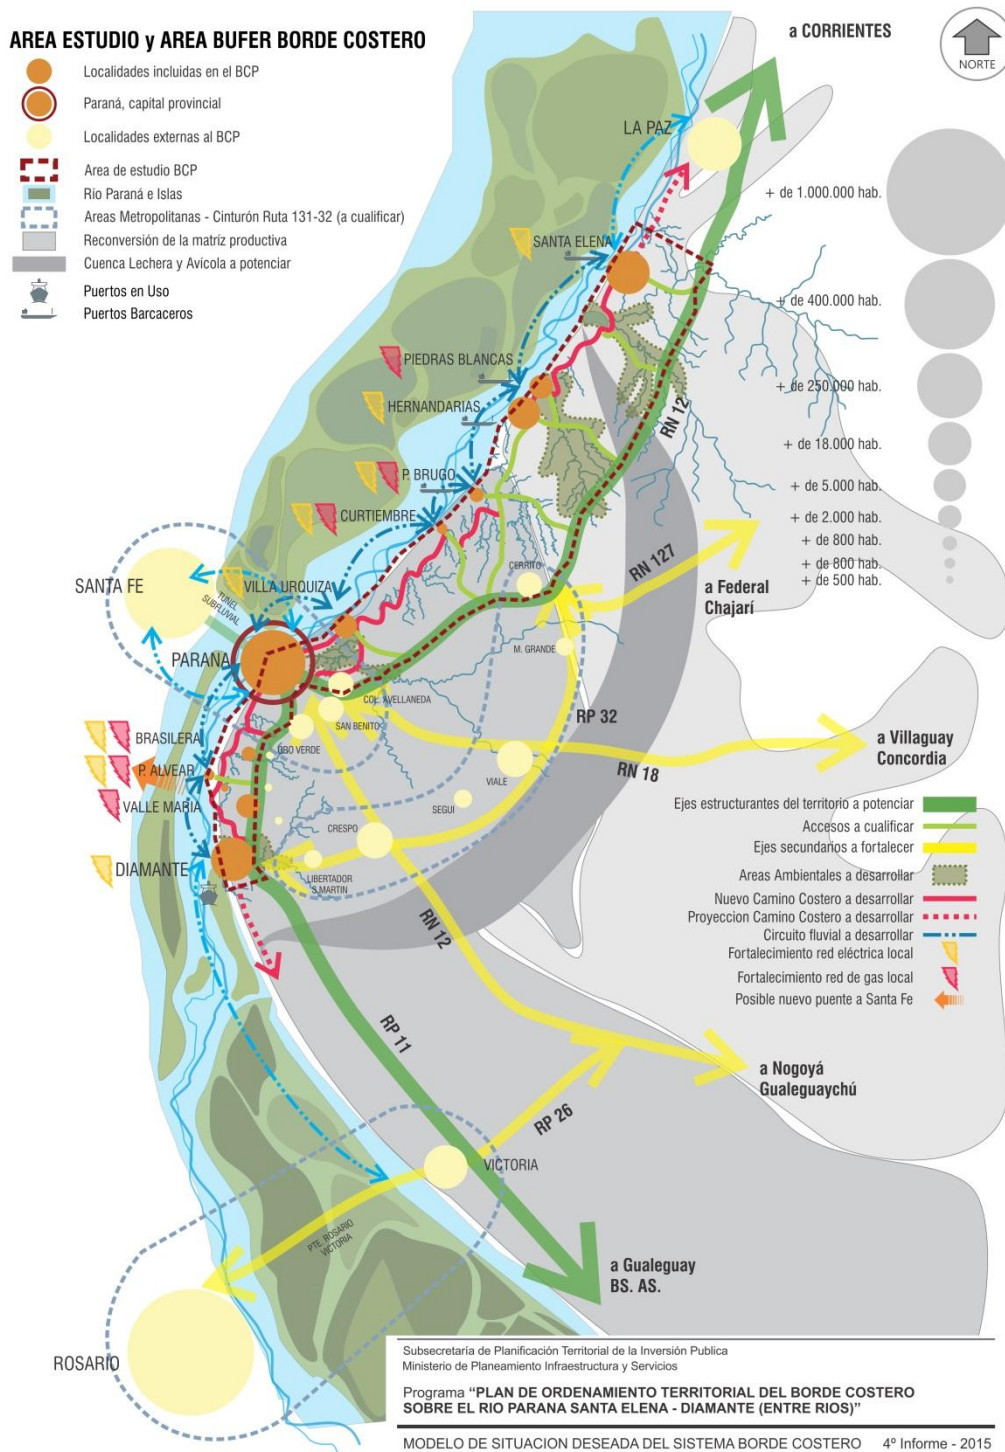 AREA ESTUDIO y AREA BUFER BORDE COSTERO
Localidades incluidas en el BCP
Paraná, capital provincial
Localidades externas al BCP
Area de estudio BCP
Río Paraná e Islas
Areas Metropolitanas - Cinturón Ruta 131-32 (a cualificar)
Reconversión de la matríz productiva
Cuenca Lechera y Avícola a potenciar
Puertos en Uso
Puertos Barcaceros
a CORRIENTES
NORTE
LA PAZ
+ de 1.000.000 hab.
SANTA ELENA
+ de 400.000 hab.
PIEDRAS BLANCAS
+ de 250.000 hab.
HERNANDARIAS
RN 12
+ de 18.000 hab.
P. BRUGO
+ de 5.000 hab.
CURTIEMBRE
+ de 2.000 hab.
+ de 800 hab.
+ de 800 hab.
+ de 500 hab.
RN 127
a Federal
Chajarí
CERRITO
SANTA FE
VILLA URQUIZA
TUNEL
SUBFLUVIAL
PARANA
M. GRANDE
COL. AVELLANEDA
SAN BENITO
RP 32
ORO VERDE
BRASILERA
P. ALVEAR
VALLE MARIA
DIAMANTE
RN 18
a Villaguay
Concordia
VIALE
SEGUI
CRESPO
LIBERTADOR
S.MARTIN
Ejes estructurantes del territorio a potenciar
Accesos a cualificar
Ejes secundarios a fortalecer
Areas Ambientales a desarrollar
Nuevo Camino Costero a desarrollar
Proyeccion Camino Costero a desarrollar
Circuito fluvial a desarrollar
Fortalecimiento red eléctrica local
Fortalecimiento red de gas local
Posible nuevo puente a Santa Fe
RN 12
RP 11
a Nogoyá
Gualeguaychú
RP 26
VICTORIA
PTE. ROSARIO
VICTORIA
a Gualeguay
BS. AS.
ROSARIO
Subsecretaría de Planificación Territorial de la Inversión Publica
Ministerio de Planeamiento Infraestructura y Servicios
Programa “PLAN DE ORDENAMIENTO TERRITORIAL DEL BORDE COSTERO
SOBRE EL RIO PARANA SANTA ELENA - DIAMANTE (ENTRE RIOS)”
MODELO DE SITUACION DESEADA DEL SISTEMA BORDE COSTERO 4º Informe - 2015